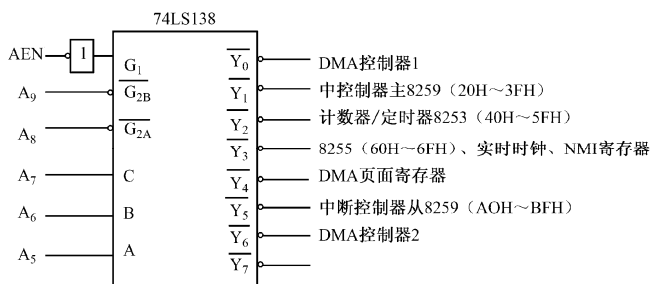 74LS138
AEN 1 G1 Y0 DMA控制器1
A9 G2B Y1 中控制器主8259（20H～3FH）
A8 G2A Y2 计数器/定时器8253（40H～5FH）
Y3 8255（60H～6FH）、实时时钟、NMI寄存器
A7 C Y4 DMA页面寄存器
A6 B Y5 中断控制器从8259（AOH～BFH）
Y6 DMA控制器2
A5 A Y7